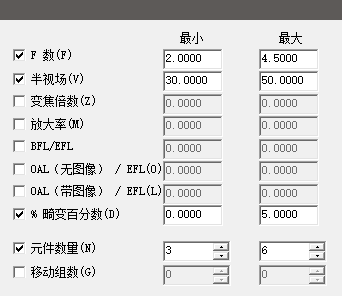 最小 最大
F 数(F) 2.0000 4.5000
半视场(V) 30.0000 50.0000
变焦倍数(Z) 0.0000 0.0000
放大率(M) 0.0000 0.0000
BFL/EFL 0.0000 0.0000
OAL (无图像) / EFL(O) 0.0000 0.0000
OAL (带图像) / EFL(L) 0.0000 0.0000
% 畸变百分数(D) 0.0000 5.0000
元件数量(N) 3 6
移动组数(G) 0 0